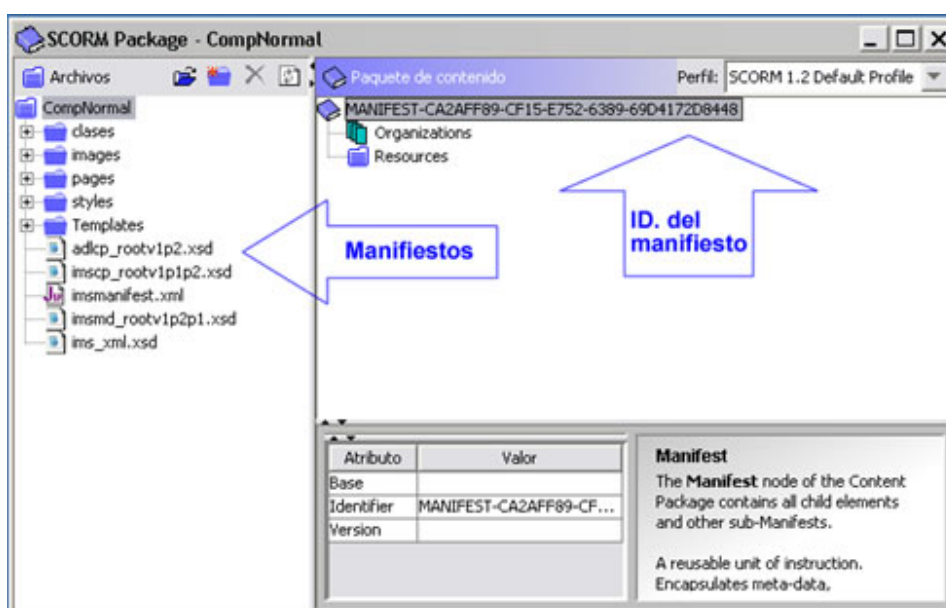 SCORM Package - CompNormal
Archivos
Paquete de contenido
Perfil: SCORM 1.2 Default Profile
CompNormal
clases
images
pages
styles
Templates
adlcp_rootv1p2.xsd
imscp_rootv1p1p2.xsd
imsmanifest.xml
imsmd_rootv1p2p1.xsd
ims_xml.xsd
Manifiestos
MANIFEST-CA2AFF89-CF15-E752-6389-69D4172D8448
Organizations
Resources
ID. del
manifiesto
Atributo Valor
Base
Identifier MANIFEST-CA2AFF89-CF...
Version
Manifest
The Manifest node of the Content
Package contains all child elements
and other sub-Manifests.
A reusable unit of instruction.
Encapsulates meta-data,